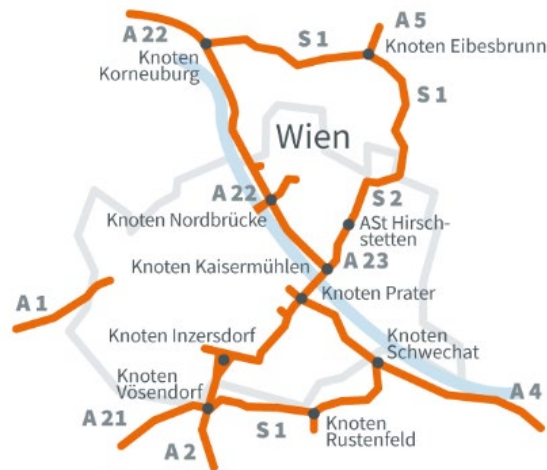 A 22
A 5
Knoten
Korneuburg
S 1
Knoten Eibesbrunn
S 1
Wien
A 22
S 2
Knoten Nordbrücke
ASt Hirsch-
stetten
Knoten Kaisermühlen
A 23
A 1
Knoten Prater
Knoten Inzersdorf
Knoten
Schwechat
Knoten
Vösendorf
A 4
A 21
S 1
Knoten
Rustenfeld
A 2